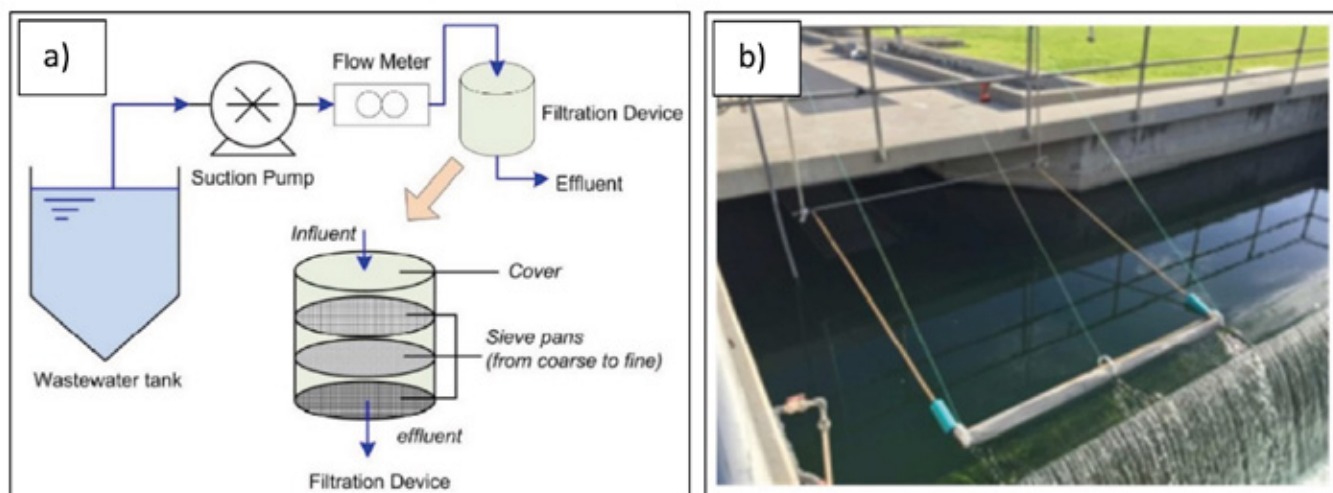 a)
Flow Meter
Filtration Device
Suction Pump
Effluent
Influent
Cover
Sieve pans
(from coarse to fine)
Wastewater tank
effluent
Filtration Device
b)